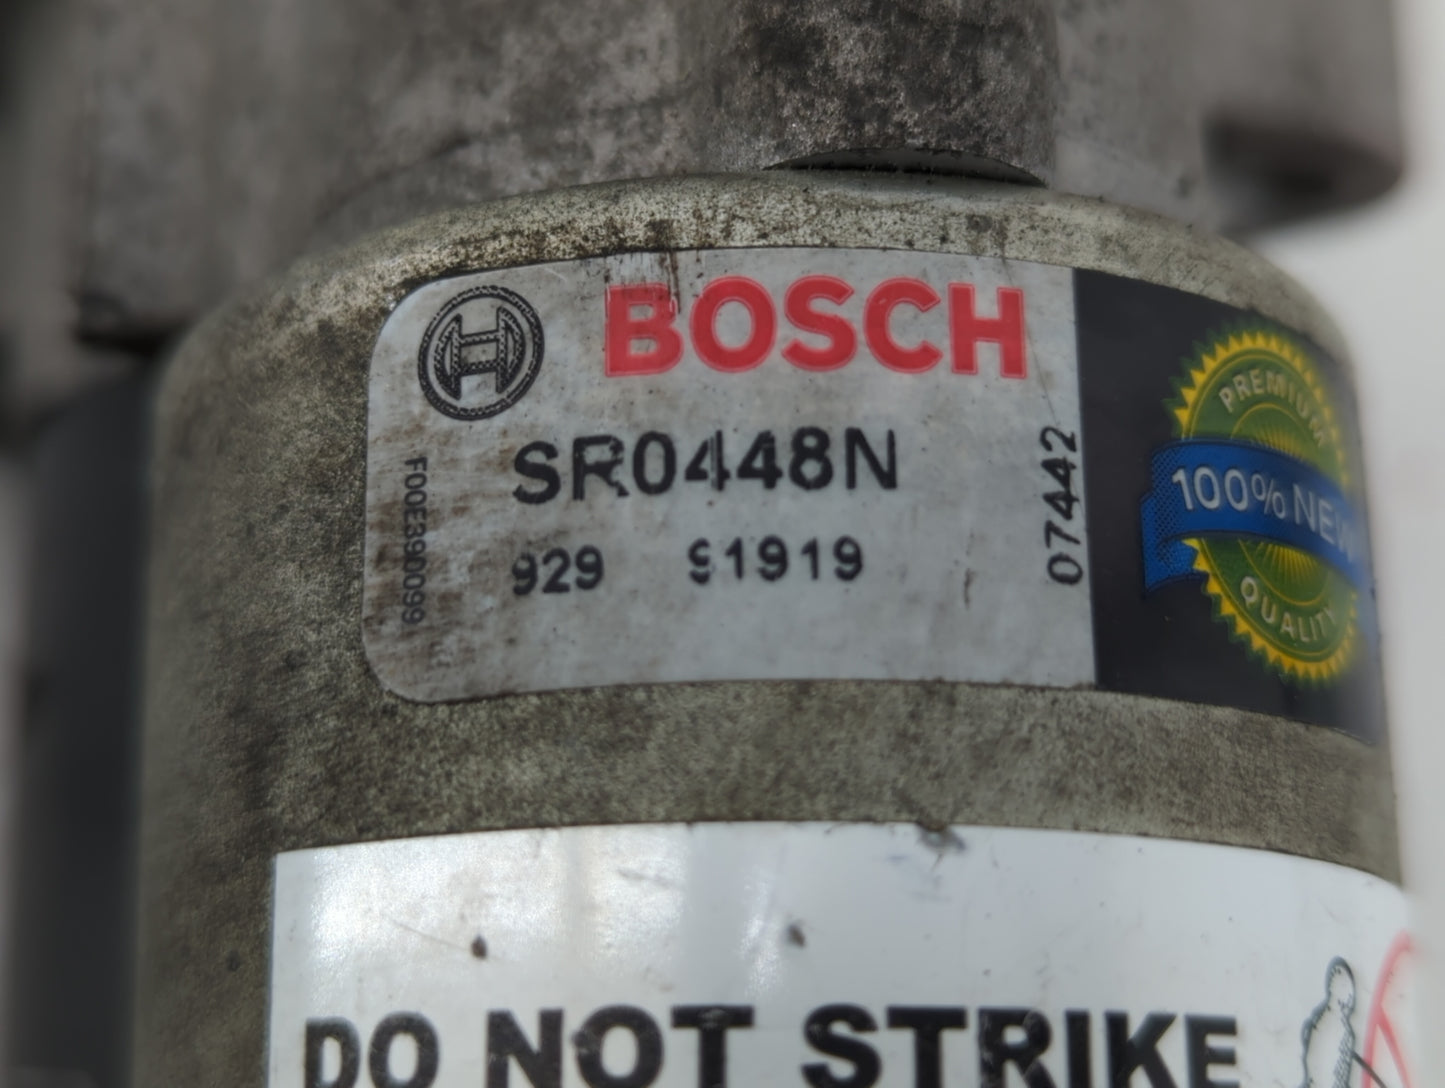 BOSCH
SR0448N
929 91919
F00E390099
07442
PREMIUM
100% NEW
QUALITY
DO NOT STRIKE